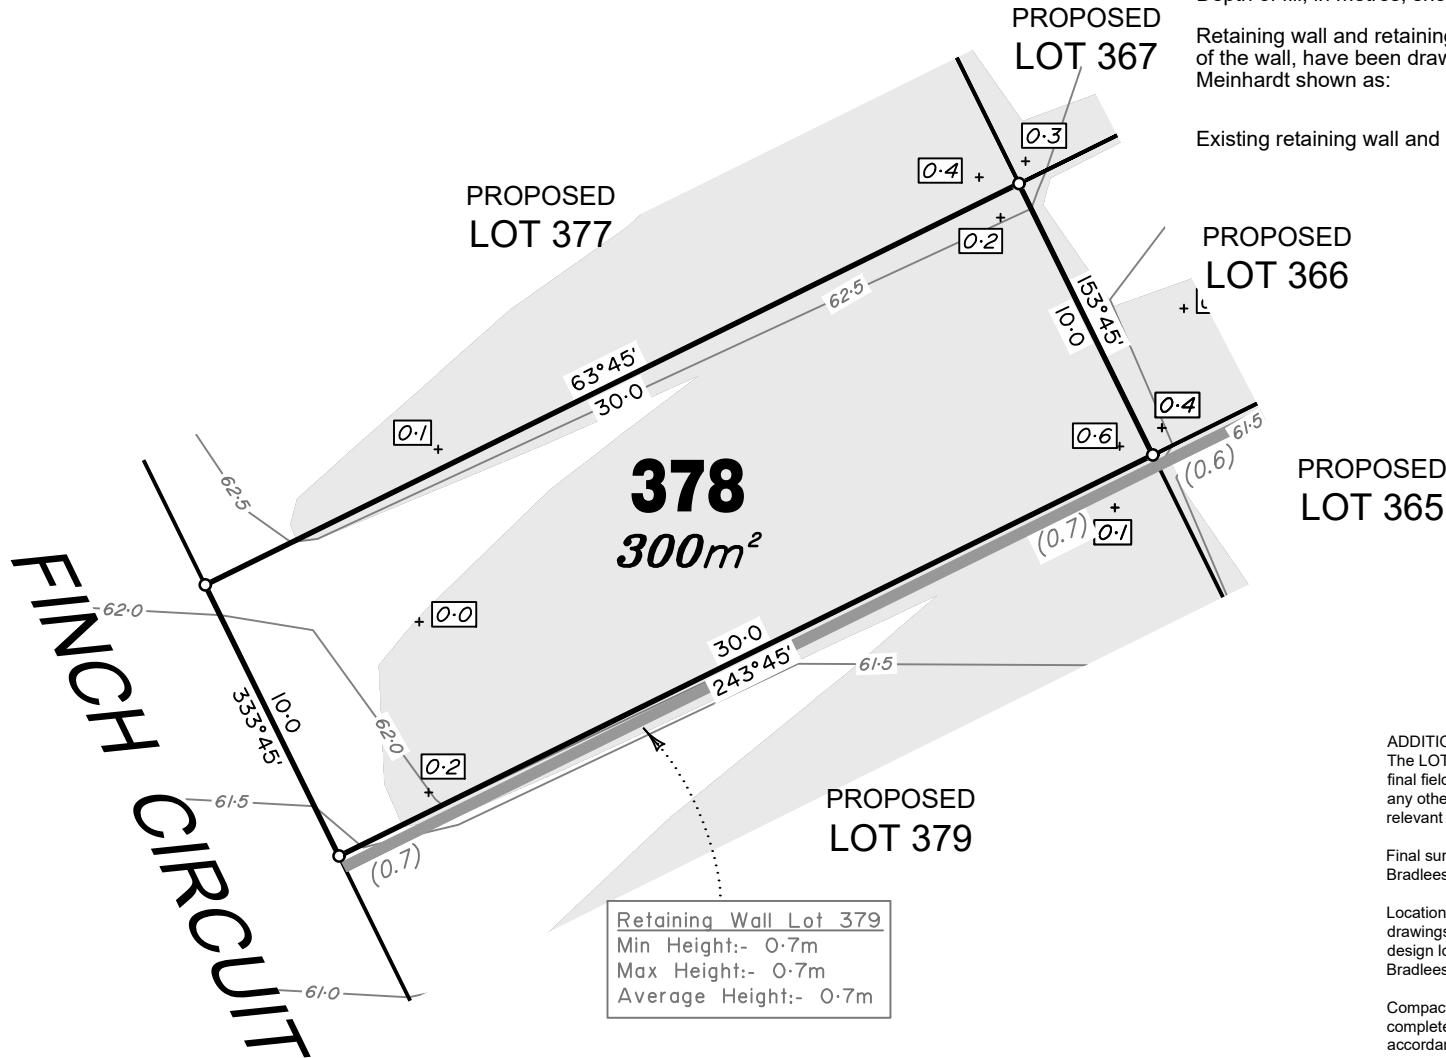 PROPOSED
LOT 367
Retaining wall and retaining
of the wall, have been draw
Meinhardt shown as:
Existing retaining wall and
0·3
0·4
0·2
PROPOSED
LOT 377
PROPOSED
LOT 366
62·5
153°45'
10·0
63°45'
30·0
0·1
0·4
0·6
61·5
(0.6)
PROPOSED
LOT 365
62·5
378
300m²
(0.7)
0·1
62·0
0·0
30·0
243°45'
61·5
10·0
333°45'
62·0
0·2
61·5
(0.7)
FINCH CIRCUIT
61·0
PROPOSED
LOT 379
Retaining Wall Lot 379
Min Height:- 0·7m
Max Height:- 0·7m
Average Height:- 0·7m
The LOT
final field
any othe
relevant
Final sur
Bradlees
Location
drawings
design lo
Bradlees
Compac
complete
accordan